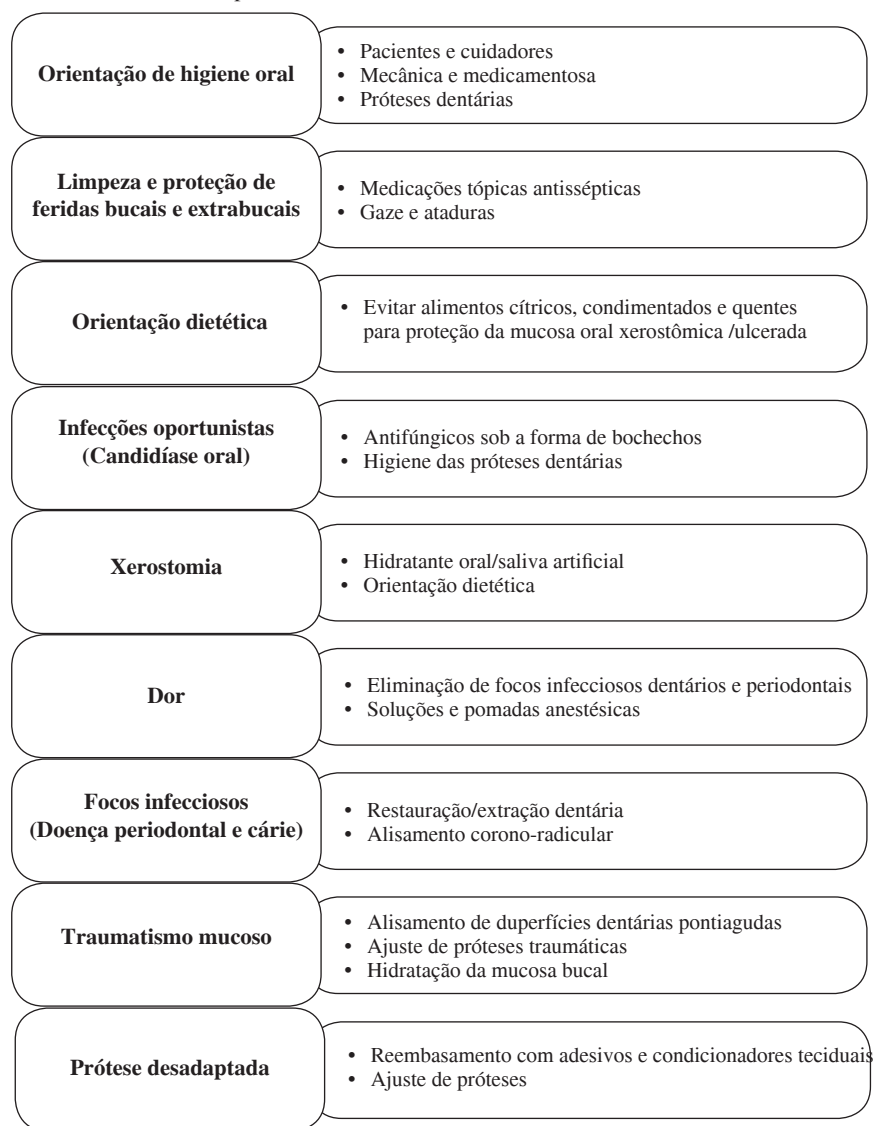 Orientação de higiene oral
• Pacientes e cuidadores
• Mecânica e medicamentosa
• Próteses dentárias
Limpeza e proteção de
feridas bucais e extrabucais
• Medicações tópicas antissépticas
• Gaze e ataduras
Orientação dietética
• Evitar alimentos cítricos, condimentados e quentes
para proteção da mucosa oral xerostômica /ulcerada
Infecções oportunistas
(Candidíase oral)
• Antifúngicos sob a forma de bochechos
• Higiene das próteses dentárias
Xerostomia
• Hidratante oral/saliva artificial
• Orientação dietética
Dor
• Eliminação de focos infecciosos dentários e periodontais
• Soluções e pomadas anestésicas
Focos infecciosos
(Doença periodontal e cárie)
• Restauração/extração dentária
• Alisamento corono-radicular
Traumatismo mucoso
• Alisamento de duperfícies dentárias pontiagudas
• Ajuste de próteses traumáticas
• Hidratação da mucosa bucal
Prótese desadaptada
• Reembasamento com adesivos e condicionadores teciduais
• Ajuste de próteses